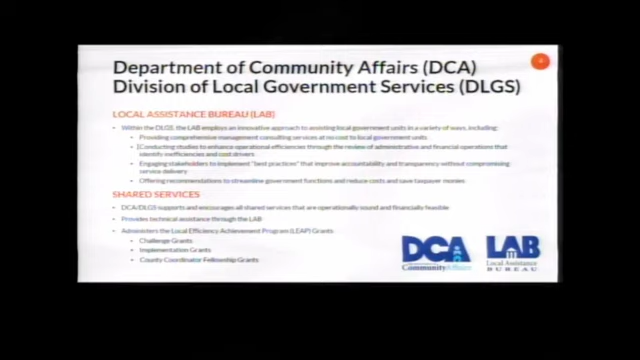 Department of Community Affairs (DCA)
Division of Local Government Services (DLGS)
LOCAL ASSISTANCE BUREAU (LAB)
Within the DLGS, the LAB employs an innovative approach to assisting local government units in a variety of ways, including:
Providing comprehensive management consulting services at no cost to local government units
Conducting studies to enhance operational efficiencies through the review of administrative and financial operations that
identify inefficiencies and cost drivers
Engaging stakeholders to implement "best practices" that improve accountability and transparency without compromising
service delivery
Offering recommendations to streamline government functions and reduce costs and save taxpayer monies
SHARED SERVICES
DCA/DLGS supports and encourages all shared services that are operationally sound and financially feasible
Provides technical assistance through the LAB
Administers the Local Efficiency Achievement Program (LEAP) Grants
Challenge Grants
Implementation Grants
County Coordinator Fellowship Grants
DCA
Community Affairs
LAB
Local Assistance
BUREAU